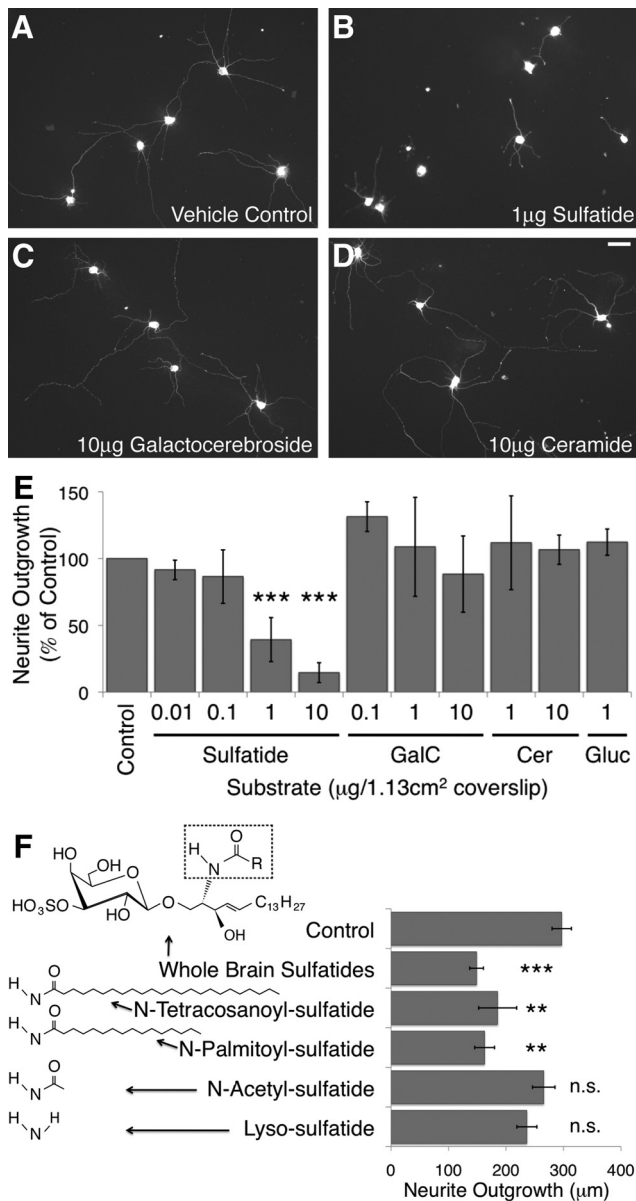 A
Vehicle Control
B
1μg Sulfatide
C
10μg Galactocerebroside
D
10μg Ceramide
E
Neurite Outgrowth
(% of Control)
150
100
50
0
*** ***
Control
0.01 0.1 1 10 0.1 1 10 1 10 1
Sulfatide GalC Cer Gluc
Substrate (μg/1.13cm² coverslip)
F
HO OH
O
HO₃SO
HO
O
H
N
O
R
C₁₃H₂₇
OH
Control
Whole Brain Sulfatides
***
H
N
O
N-Tetracosanoyl-sulfatide
**
H
N
O
N-Palmitoyl-sulfatide
**
H
N
O
N-Acetyl-sulfatide
n.s.
H
N
H
Lyso-sulfatide
n.s.
0 100 200 300 400
Neurite Outgrowth (μm)